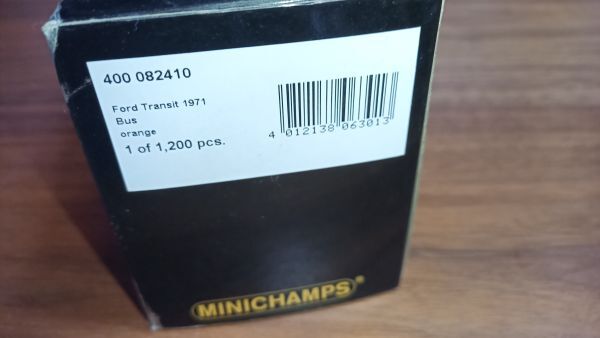 400 082410
Ford Transit 1971
Bus
orange
1 of 1,200 pcs.
4 012138 063013
MINICHAMPS®